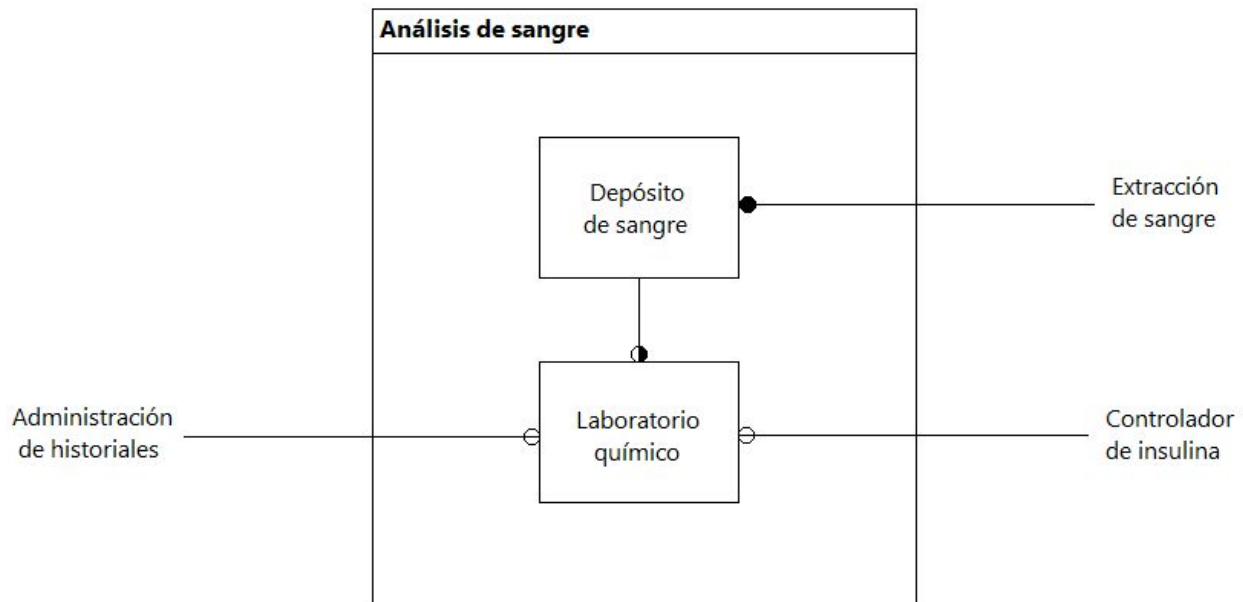 Análisis de sangre
Depósito
de sangre
Extracción
de sangre
Administración
de historiales
Laboratorio
químico
Controlador
de insulina